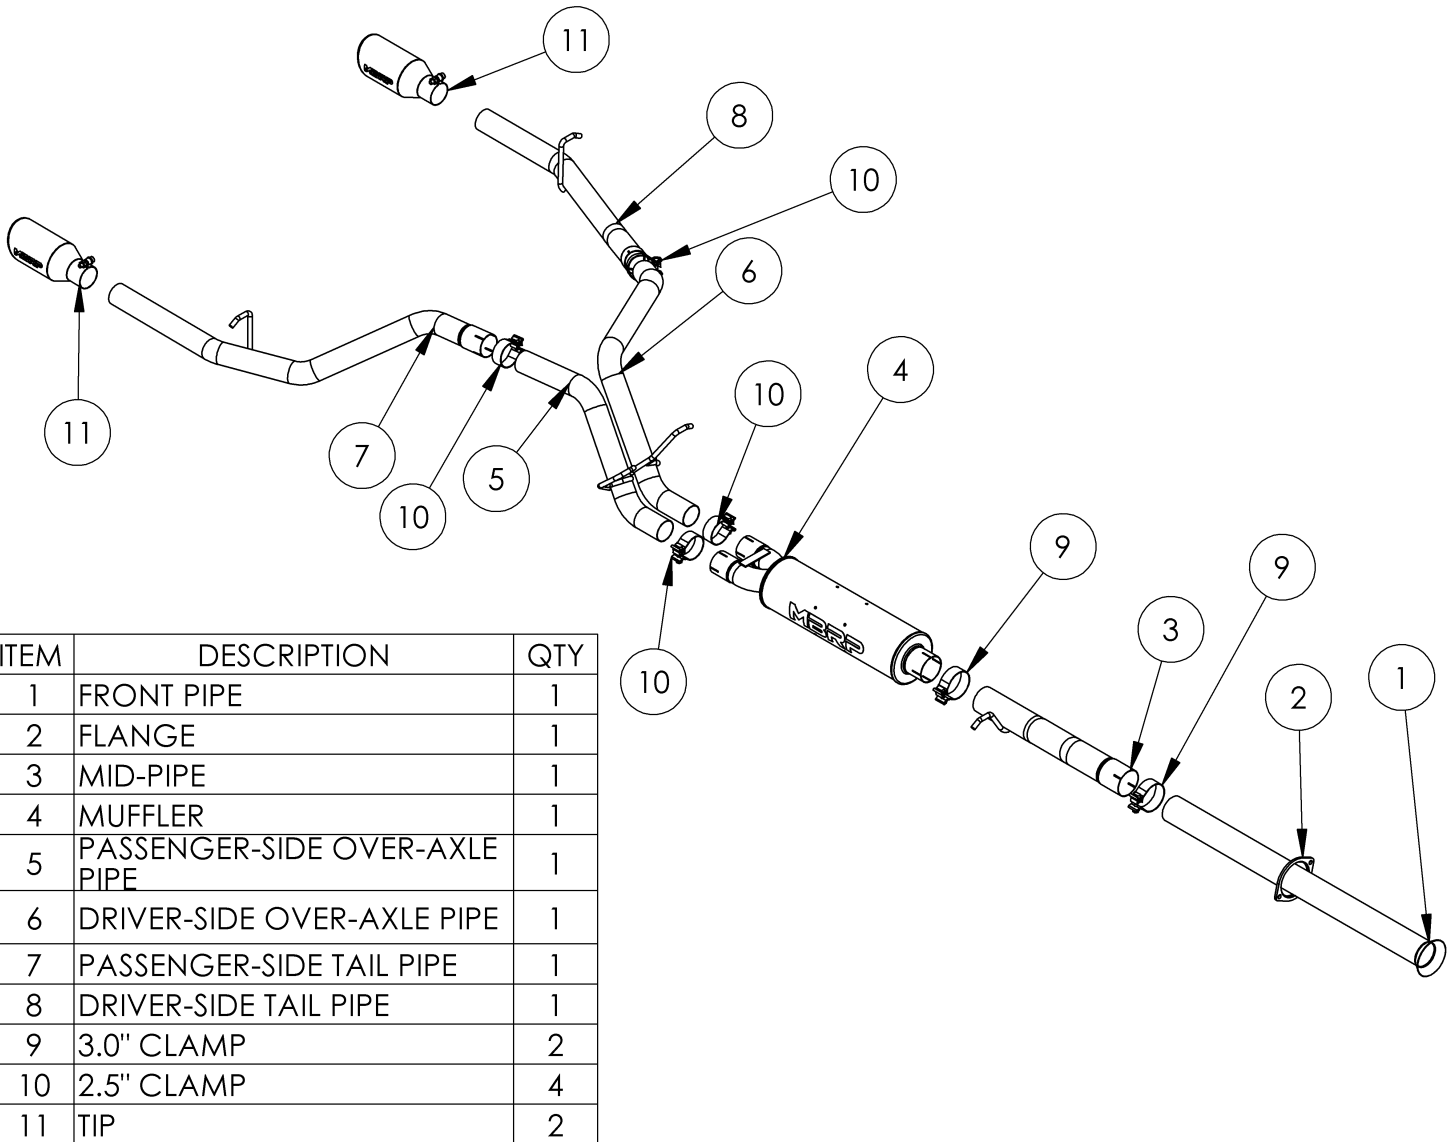 11
8
10
6
4
10
11
7
5
10
9
9
3
10
2
1
MBRP
MBRP
MBRP
ITEM DESCRIPTION QTY
1 FRONT PIPE 1
2 FLANGE 1
3 MID-PIPE 1
4 MUFFLER 1
5 PASSENGER-SIDE OVER-AXLE PIPE 1
6 DRIVER-SIDE OVER-AXLE PIPE 1
7 PASSENGER-SIDE TAIL PIPE 1
8 DRIVER-SIDE TAIL PIPE 1
9 3.0" CLAMP 2
10 2.5" CLAMP 4
11 TIP 2